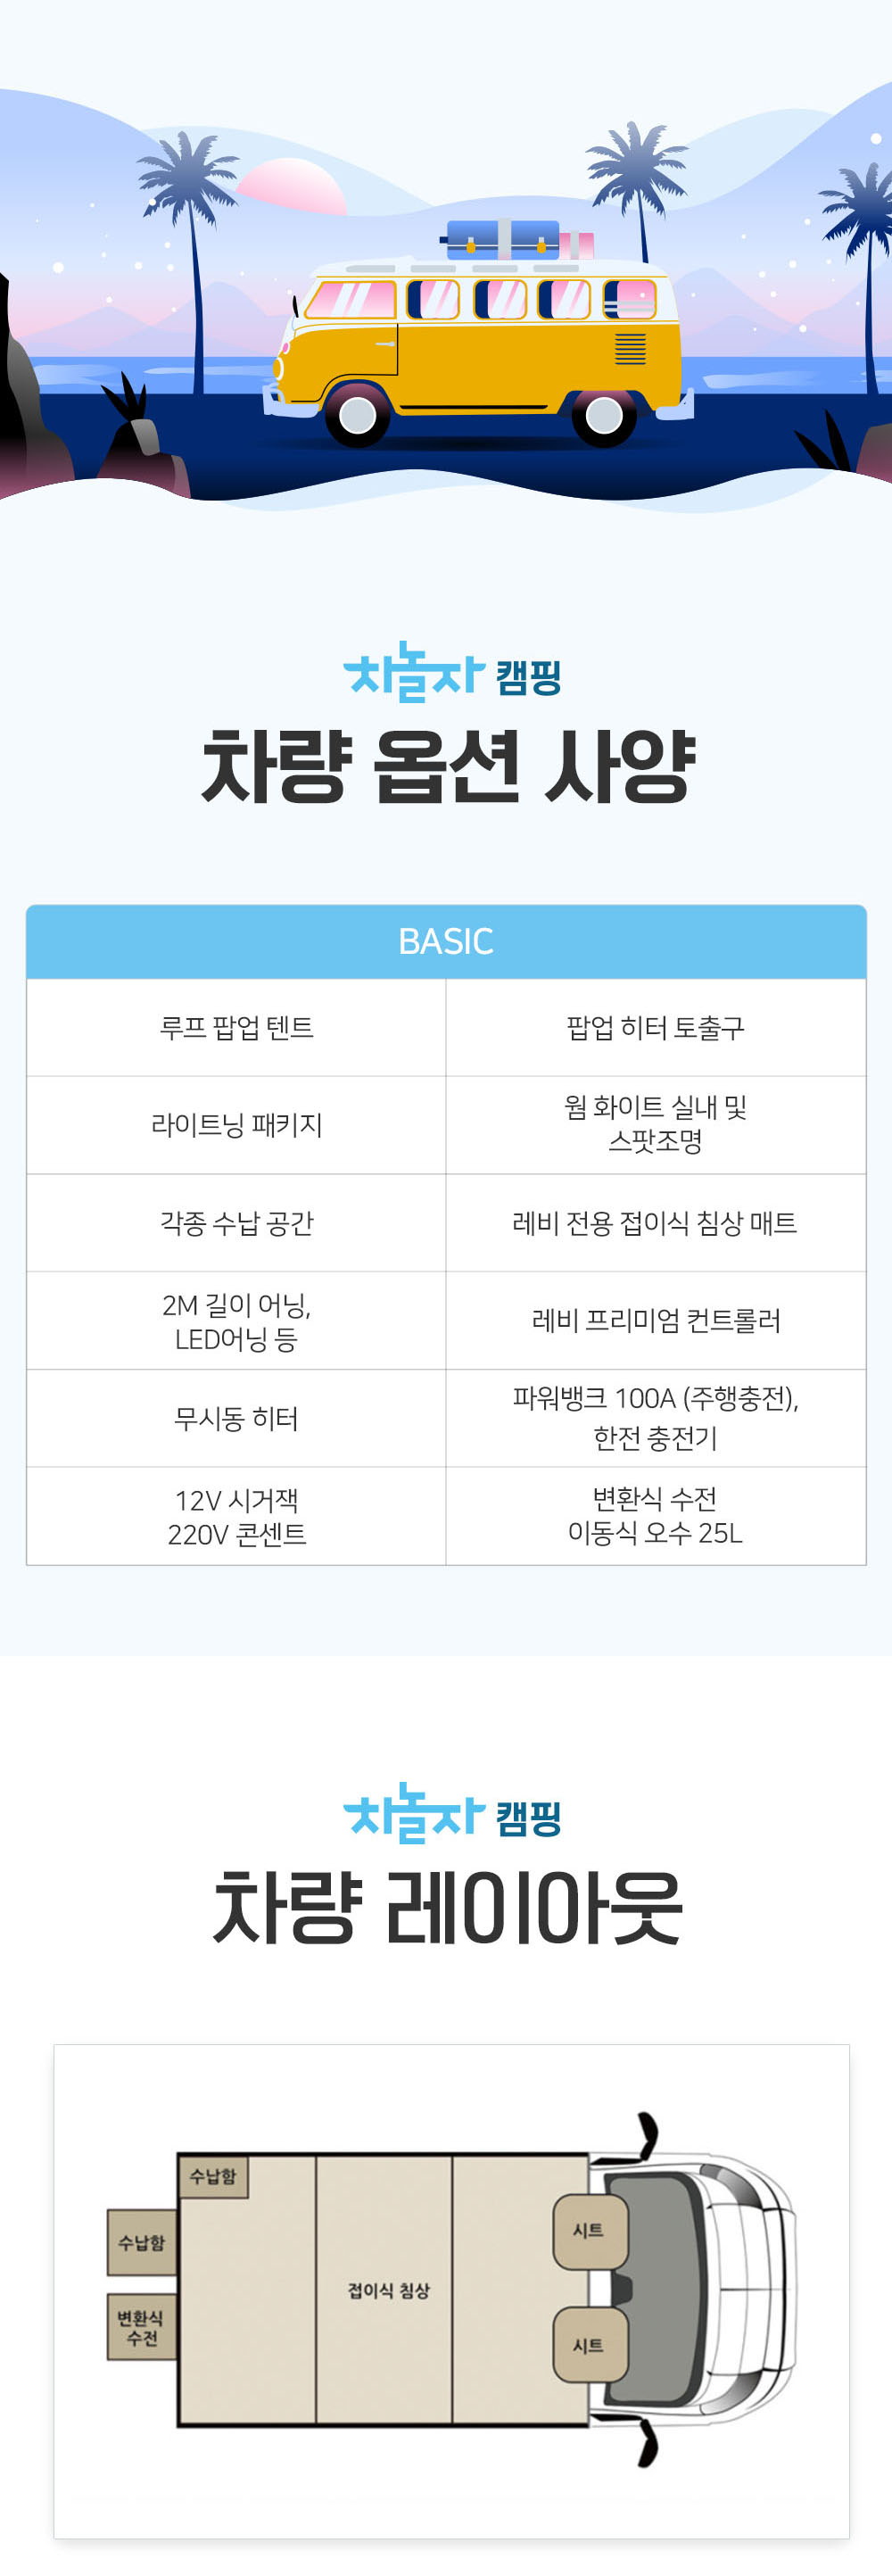 차놀자 캠핑
차량 옵션 사양
BASIC
루프 팝업 텐트
팝업 히터 토출구
라이트닝 패키지
웜 화이트 실내 및
스팟조명
각종 수납 공간
레비 전용 접이식 침상 매트
2M 길이 어닝,
LED어닝 등
레비 프리미엄 컨트롤러
무시동 히터
파워뱅크 100A (주행충전),
한전 충전기
12V 시거잭
220V 콘센트
변환식 수전
이동식 오수 25L
차놀자 캠핑
차량 레이아웃
수납함
수납함
변환식
수전
접이식 침상
시트
시트